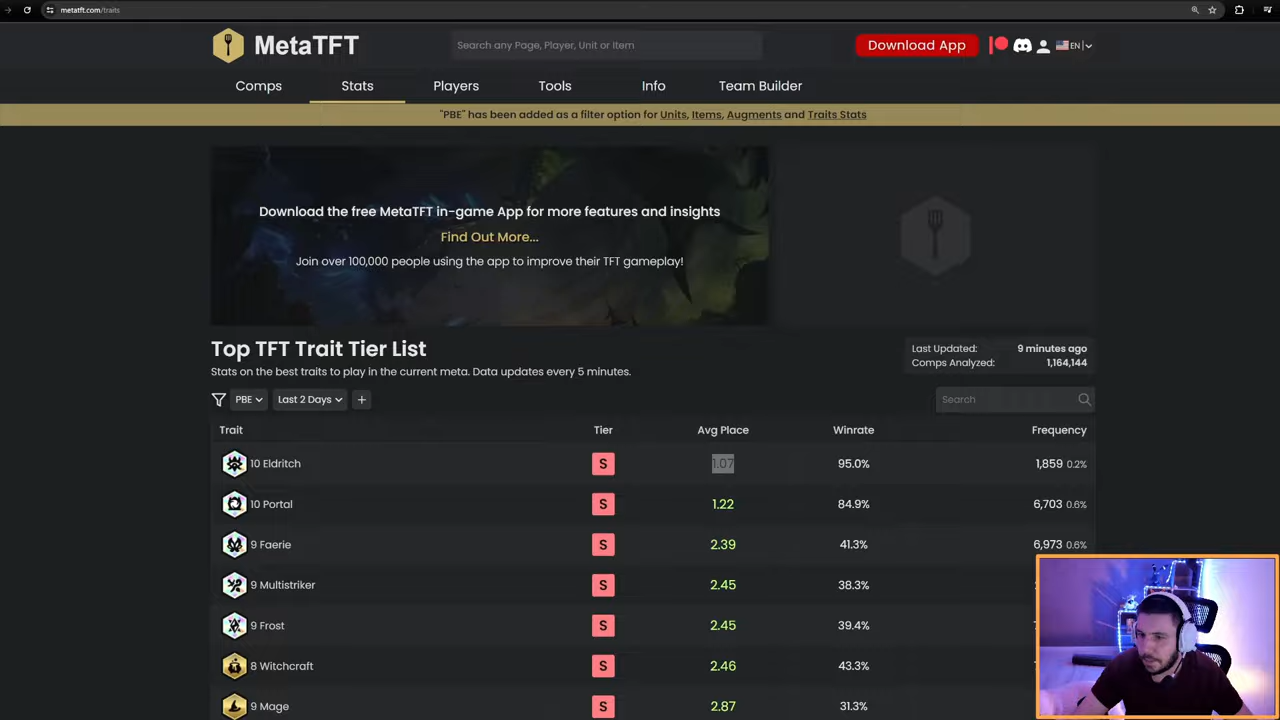 metatft.com/traits
MetaTFT
Search any Page, Player, Unit or Item
Download App
EN
Comps
Stats
Players
Tools
Info
Team Builder
"PBE" has been added as a filter option for Units, Items, Augments and Traits Stats
Download the free MetaTFT in-game App for more features and insights
Find Out More...
Join over 100,000 people using the app to improve their TFT gameplay!
Top TFT Trait Tier List
Stats on the best traits to play in the current meta. Data updates every 5 minutes.
Last Updated: 9 minutes ago
Comps Analyzed: 1,164,144
PBE
Last 2 Days
+
Search
Trait Tier Avg Place Winrate Frequency
10 Eldritch S 1.07 95.0% 1,859 0.2%
10 Portal S 1.22 84.9% 6,703 0.6%
9 Faerie S 2.39 41.3% 6,973 0.6%
9 Multistriker S 2.45 38.3%
9 Frost S 2.45 39.4%
8 Witchcraft S 2.46 43.3%
9 Mage S 2.87 31.3%